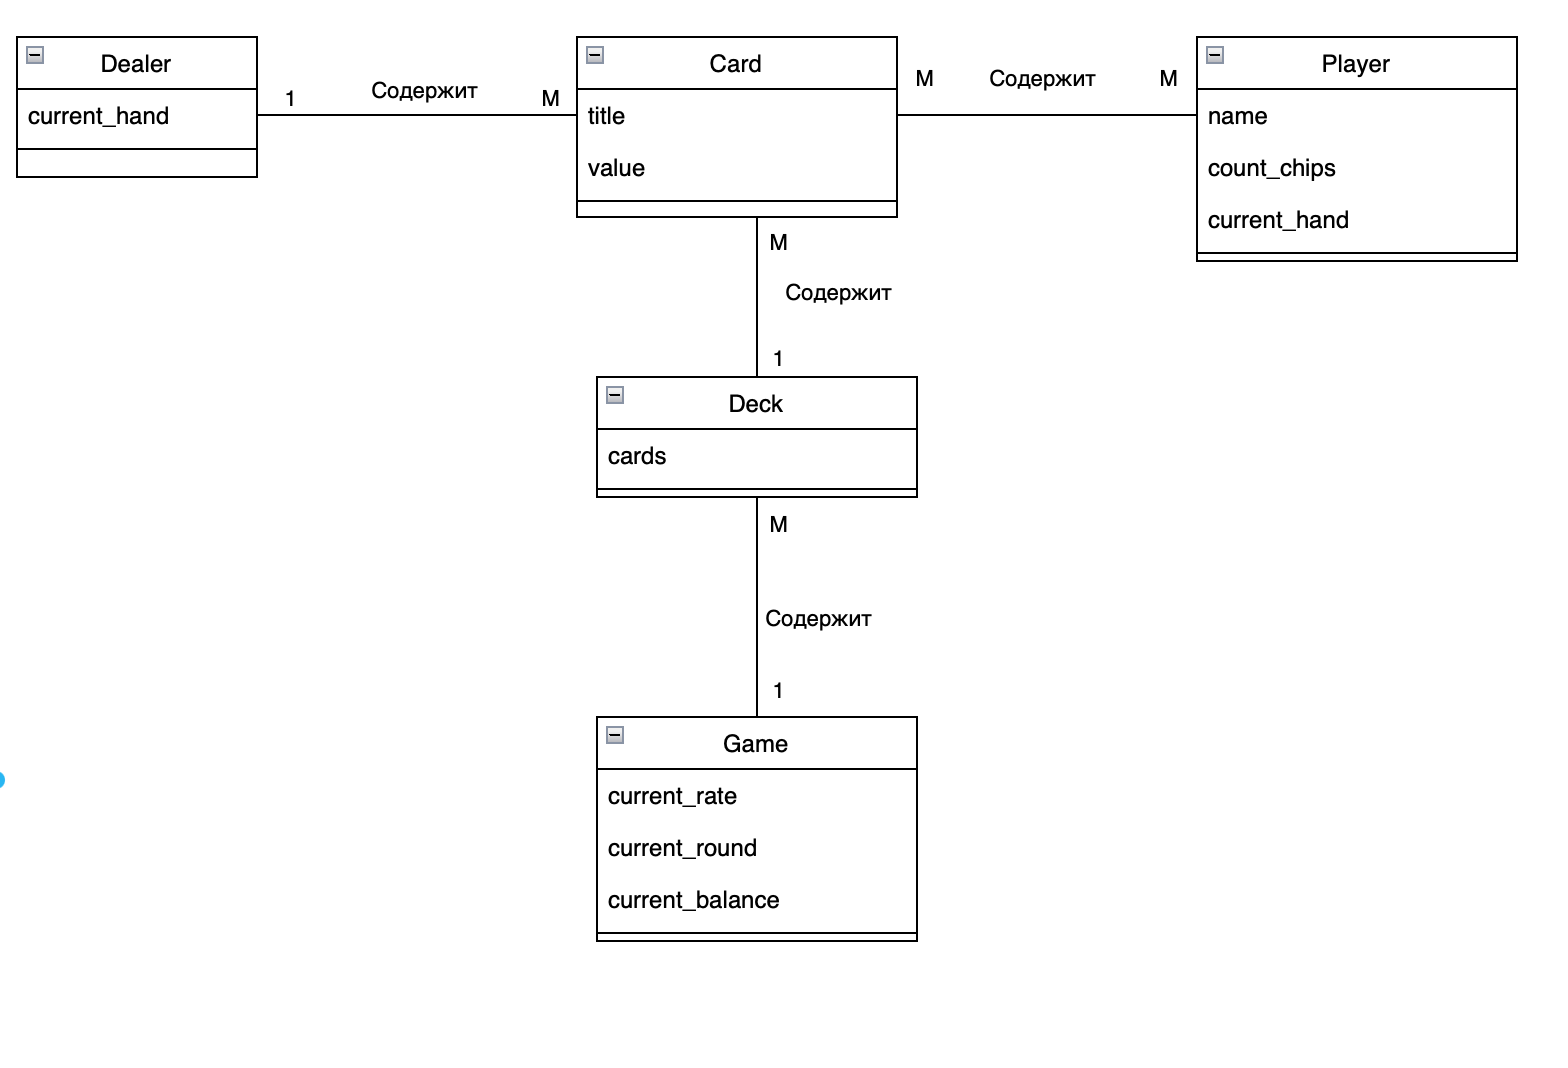 Dealer
current_hand
1
Содержит
М
Card
title
value
М
Содержит
М
Player
name
count_chips
current_hand
М
Содержит
1
Deck
cards
М
Содержит
1
Game
current_rate
current_round
current_balance